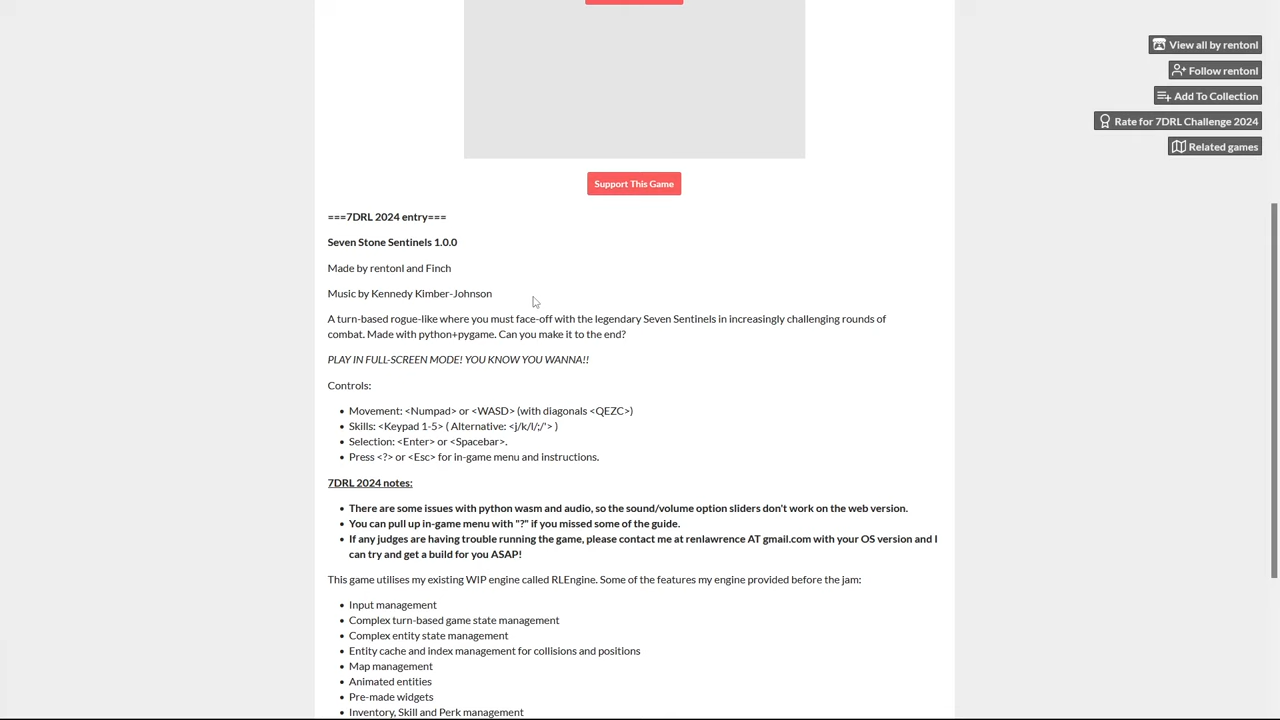 View all by rentonl
Follow rentonl
Add To Collection
Rate for 7DRL Challenge 2024
Related games
Support This Game
===7DRL 2024 entry===
Seven Stone Sentinels 1.0.0
Made by rentonl and Finch
Music by Kennedy Kimber-Johnson
A turn-based rogue-like where you must face-off with the legendary Seven Sentinels in increasingly challenging rounds of
combat. Made with python+pygame. Can you make it to the end?
PLAY IN FULL-SCREEN MODE! YOU KNOW YOU WANNA!!
Controls:
• Movement: <Numpad> or <WASD> (with diagonals <QEZC>)
• Skills: <Keypad 1-5> ( Alternative: <j/k/l/;/'> )
• Selection: <Enter> or <Spacebar>.
• Press <?> or <Esc> for in-game menu and instructions.
7DRL 2024 notes:
• There are some issues with python wasm and audio, so the sound/volume option sliders don't work on the web version.
• You can pull up in-game menu with "?" if you missed some of the guide.
• If any judges are having trouble running the game, please contact me at renlawrence AT gmail.com with your OS version and I
can try and get a build for you ASAP!
This game utilises my existing WIP engine called RLEngine. Some of the features my engine provided before the jam:
• Input management
• Complex turn-based game state management
• Complex entity state management
• Entity cache and index management for collisions and positions
• Map management
• Animated entities
• Pre-made widgets
• Inventory, Skill and Perk management